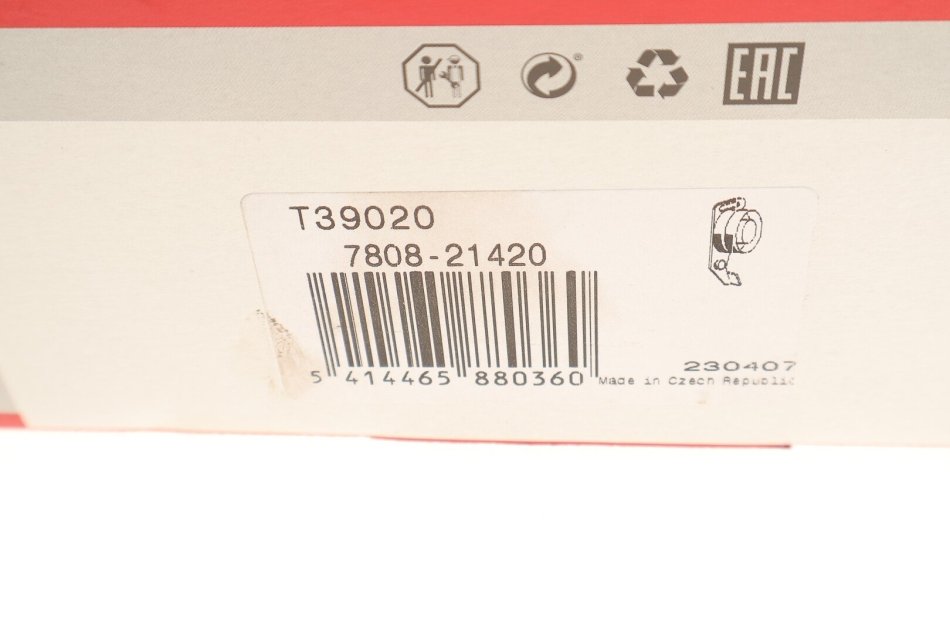 EAC
T39020
7808-21420
5 414465 880360
230407
Made in Czech Republic